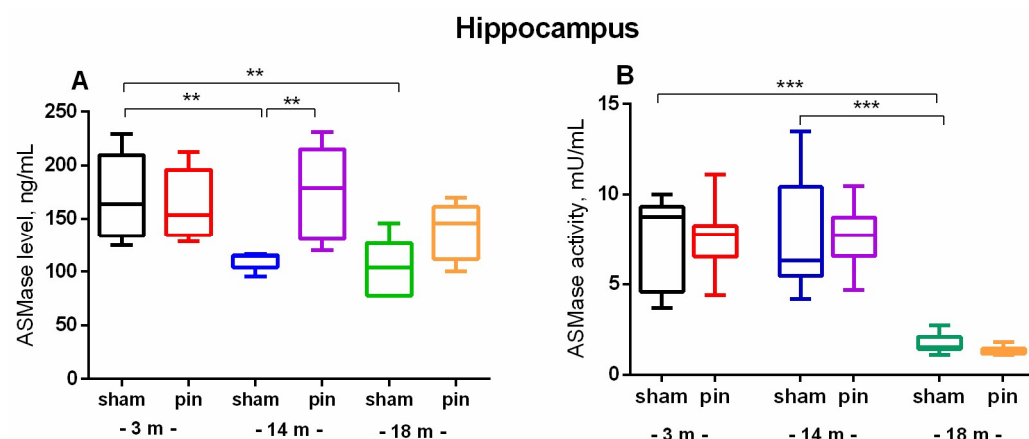 Hippocampus
A
**
**
**
ASMase level, ng/mL
250
200
150
100
50
0
sham pin sham pin sham pin
- 3 m - - 14 m - - 18 m -
B
***
***
ASMase activity, mU/mL
15
10
5
0
sham pin sham pin sham pin
- 3 m - - 14 m - - 18 m -